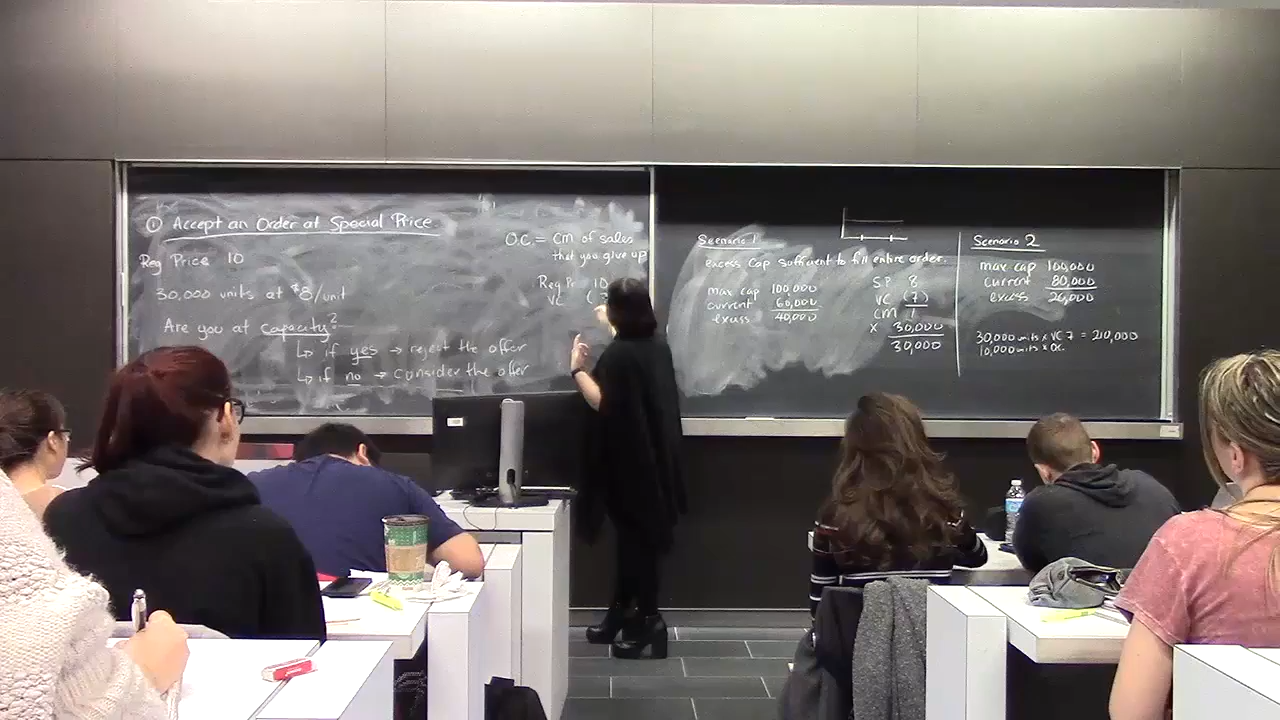 ① Accept an Order at Special Price
Reg Price 10
30,000 units at $8/unit
Are you at capacity?
↳ if yes → reject the offer
↳ if no → consider the offer
O.C = CM of sales
that you give up
Reg Pr 10
VC (7
Scenario 1
excess cap sufficient to fill entire order.
max cap 100,000
current 60,000
excess 40,000
SP 8
VC (7)
CM 1
x 30,000
30,000
Scenario 2
max cap 100,000
current 80,000
excess 20,000
30,000 units x VC 7 = 210,000
10,000 units x OC